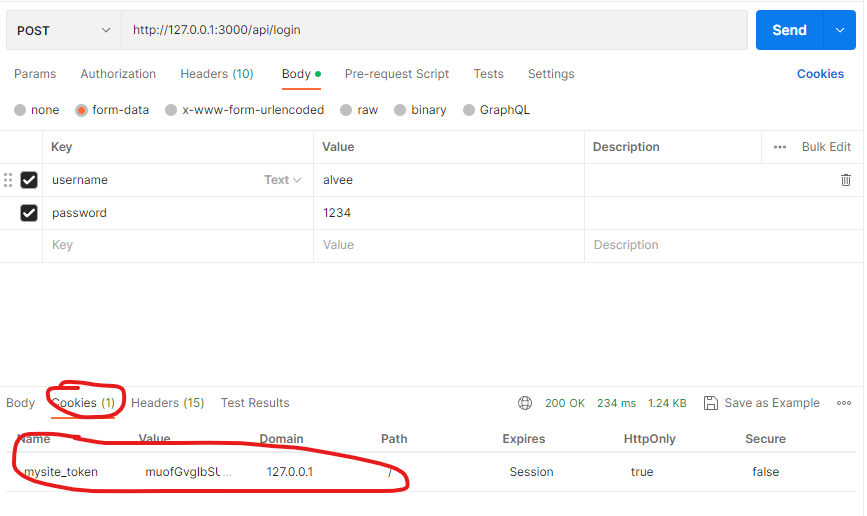 POST http://127.0.0.1:3000/api/login Send
Params Authorization Headers (10) Body Pre-request Script Tests Settings Cookies
none form-data x-www-form-urlencoded raw binary GraphQL
Key Value Description ••• Bulk Edit
username Text alvee
password 1234
Key Value Description
Body Cookies (1) Headers (15) Test Results 200 OK 234 ms 1.24 KB Save as Example
Name Value Domain Path Expires HttpOnly Secure
mysite_token muofGvgIbSU... 127.0.0.1 / Session true false